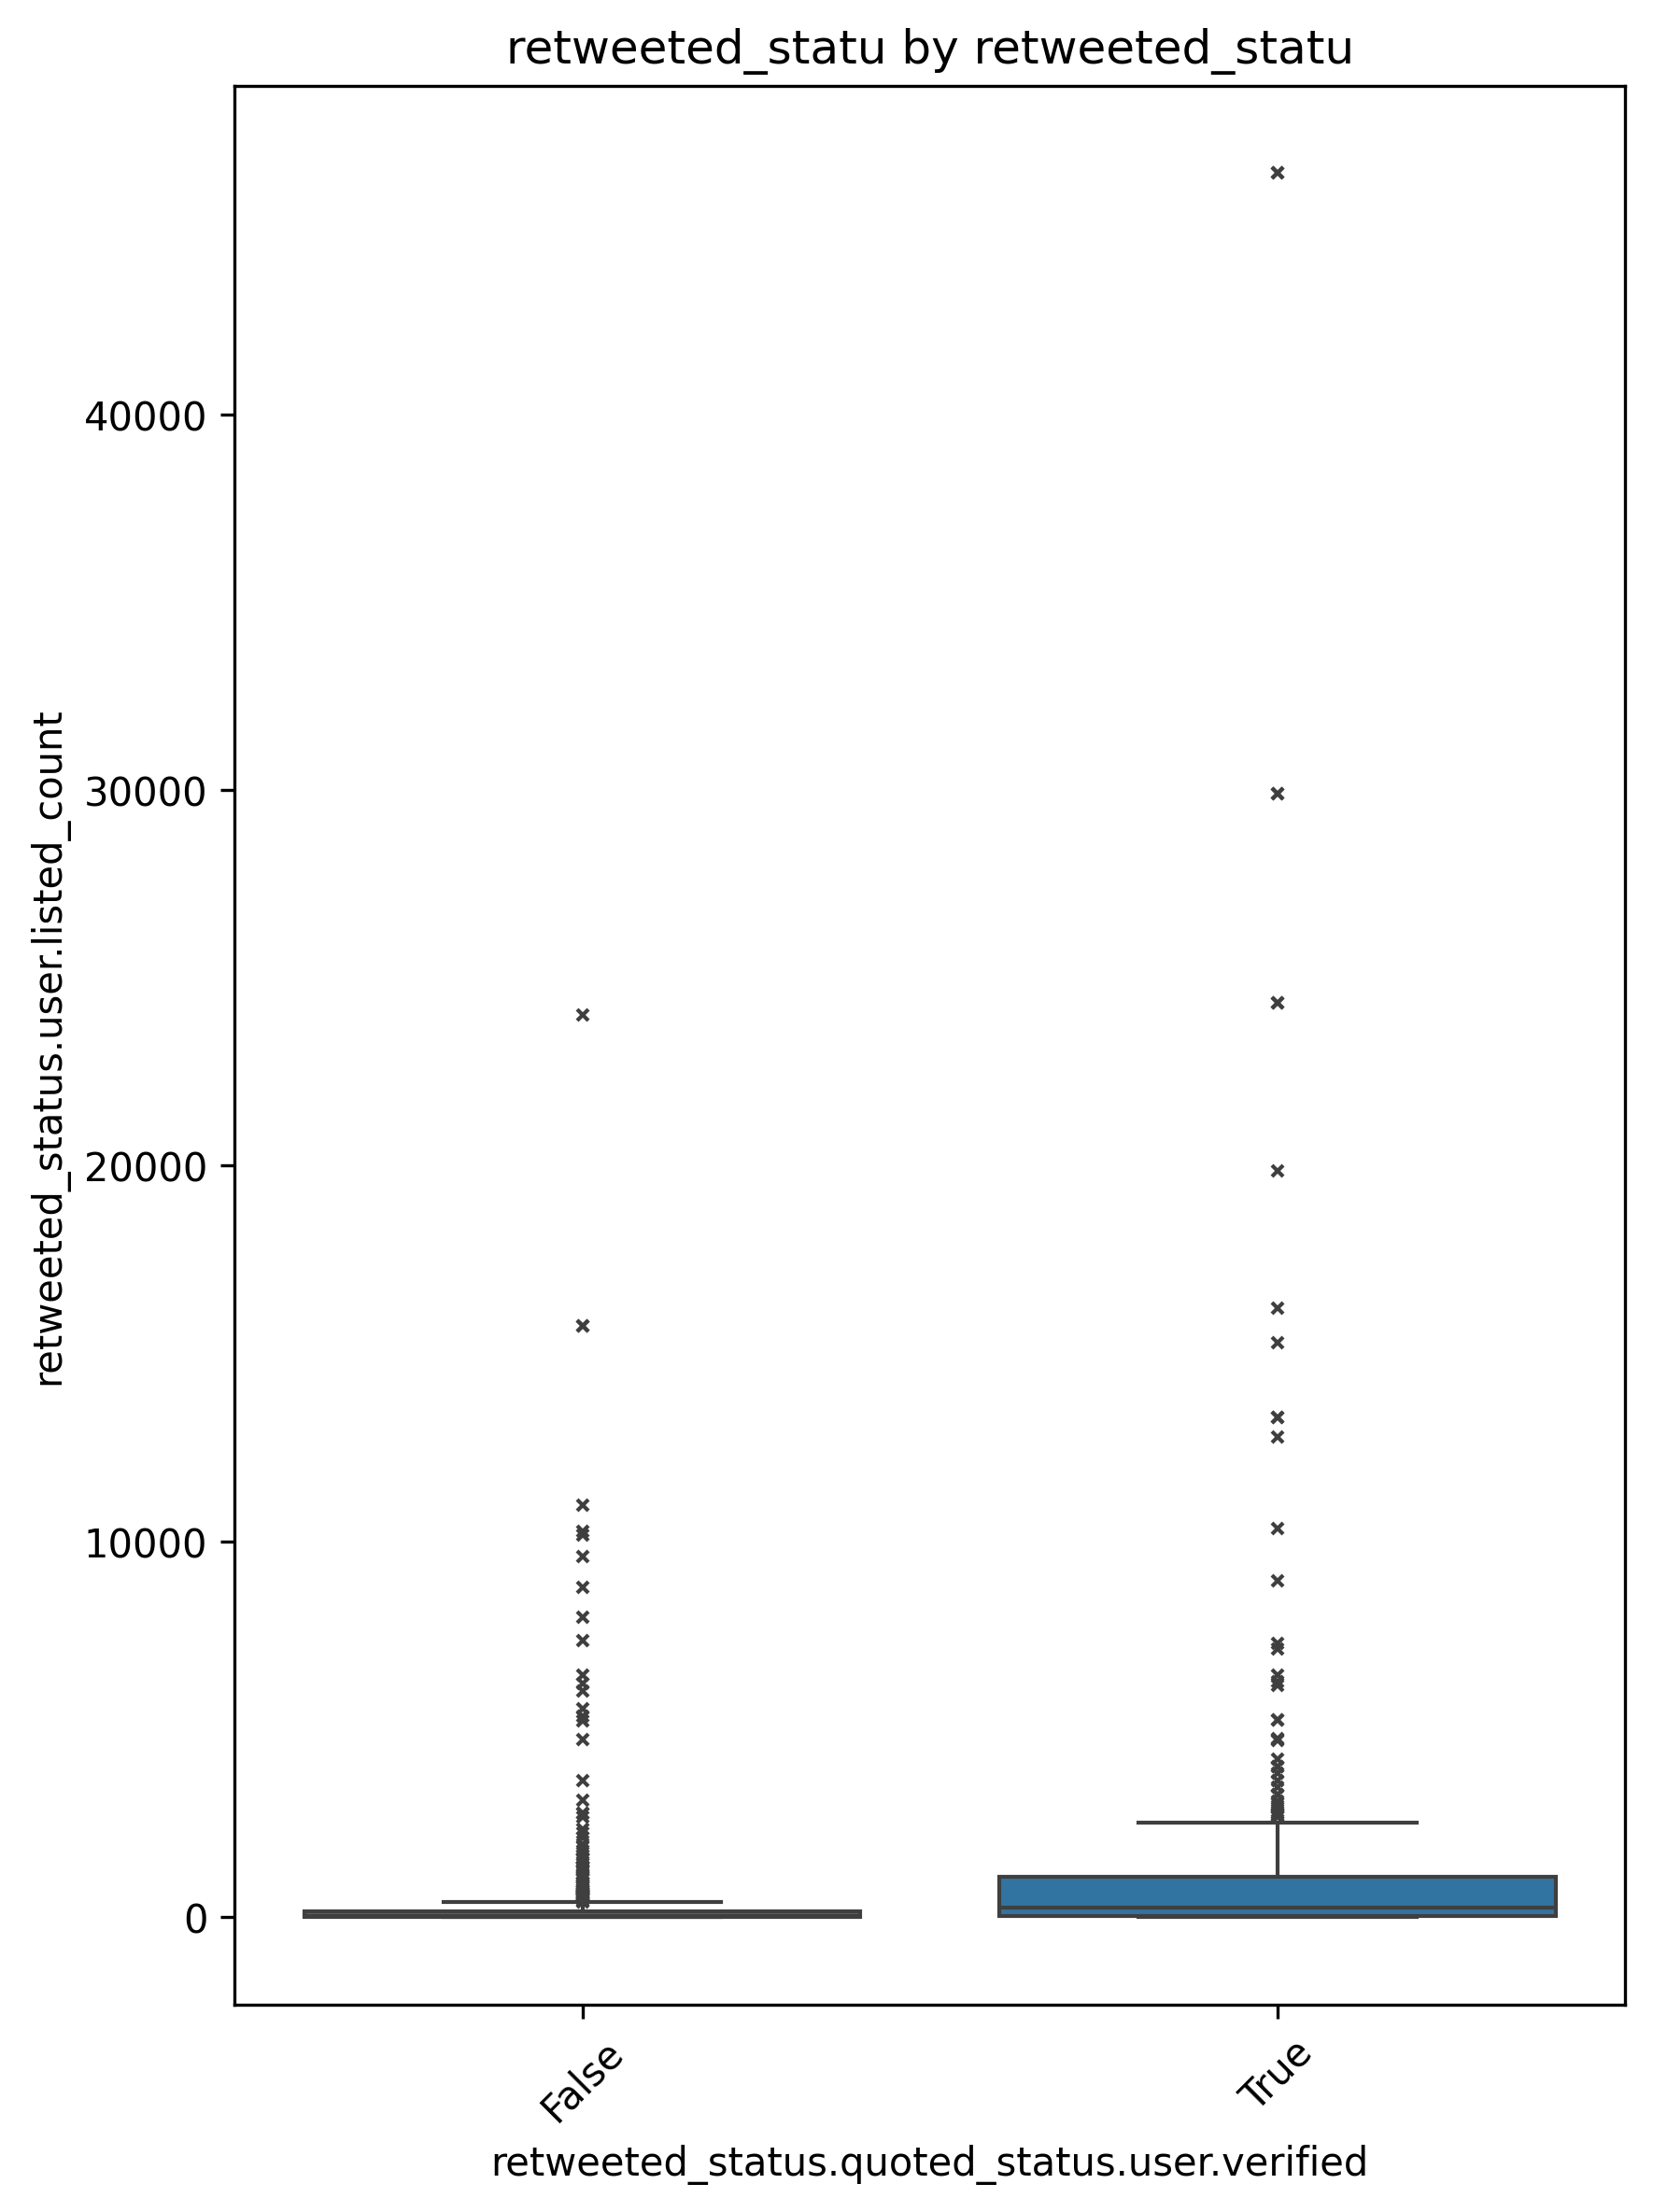 retweeted_statu by retweeted_statu
retweeted_status.user.listed_count
40000
30000
20000
10000
0
False
True
retweeted_status.quoted_status.user.verified